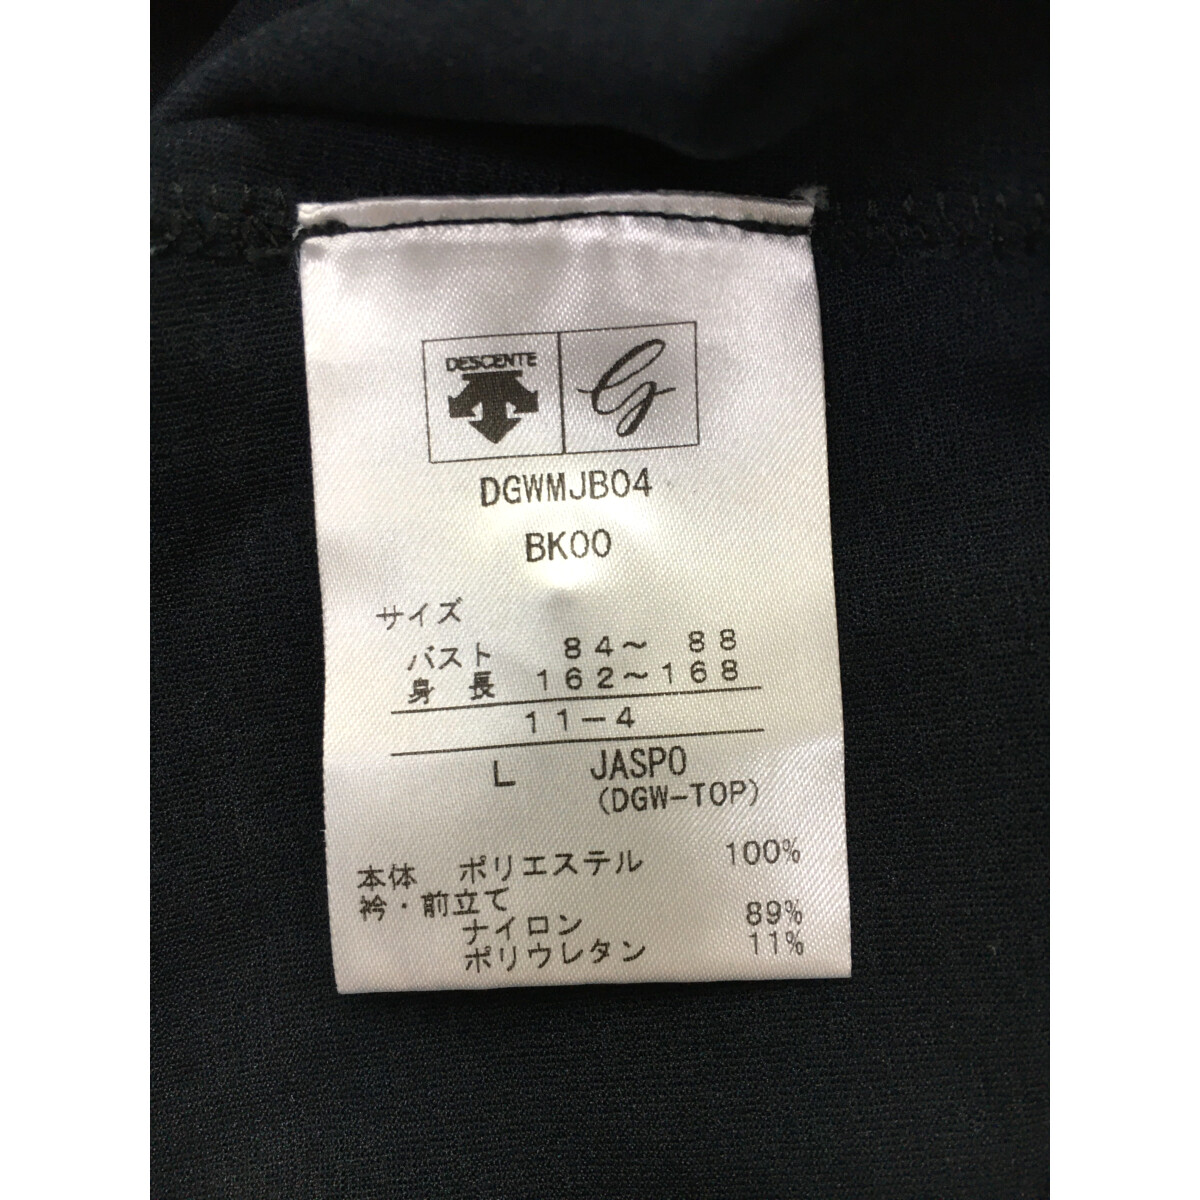 DESCENTE
G
DGWMJB04
BK00
サイズ
バスト 84～ 88
身長 162～168
11-4
L JASPO
(DGW-TOP)
本体 ポリエステル 100%
衿・前立て
ナイロン 89%
ポリウレタン 11%